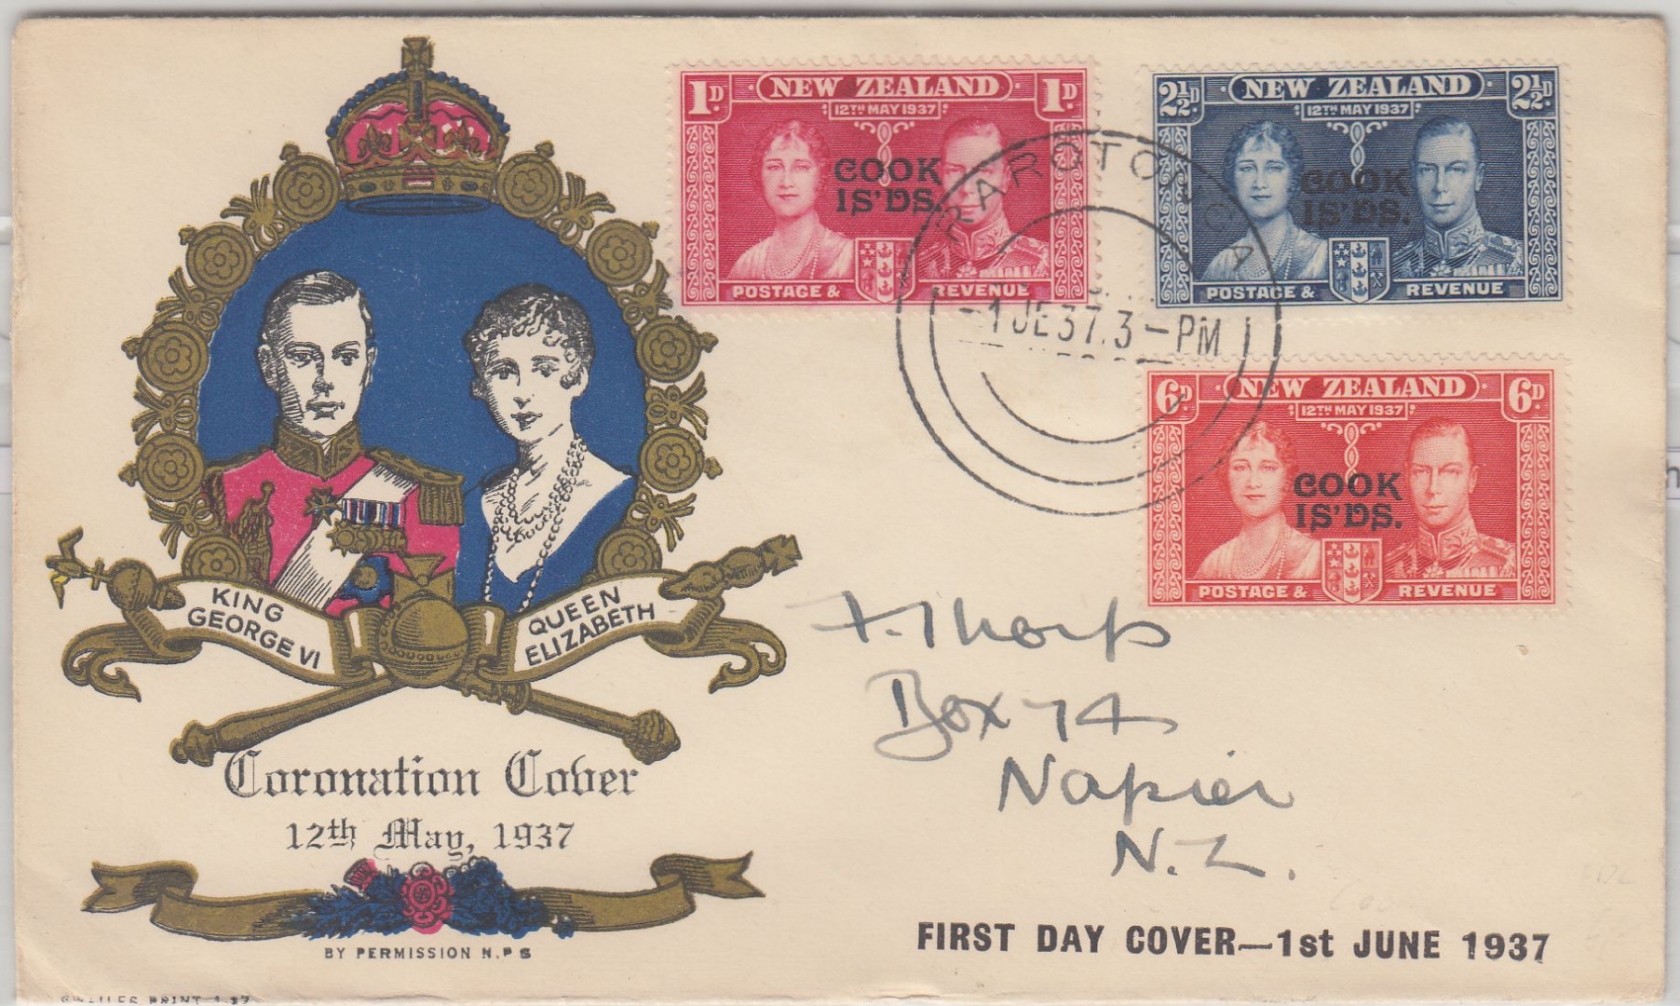 1D NEW ZEALAND 1D
12TH MAY 1937
COOK
IS'DS.
POSTAGE & REVENUE
2½D NEW ZEALAND 2½D
12TH MAY 1937
COOK
IS'DS.
POSTAGE & REVENUE
RAROTONGA
-1 JE 37. 3-PM
6D NEW ZEALAND 6D
12TH MAY 1937
COOK
IS'DS.
POSTAGE & REVENUE
KING
GEORGE VI
QUEEN
ELIZABETH
Coronation Cover
12th May, 1937
BY PERMISSION N.P S
Thorp
Box 74
Napier
N.Z.
FIRST DAY COVER—1st JUNE 1937